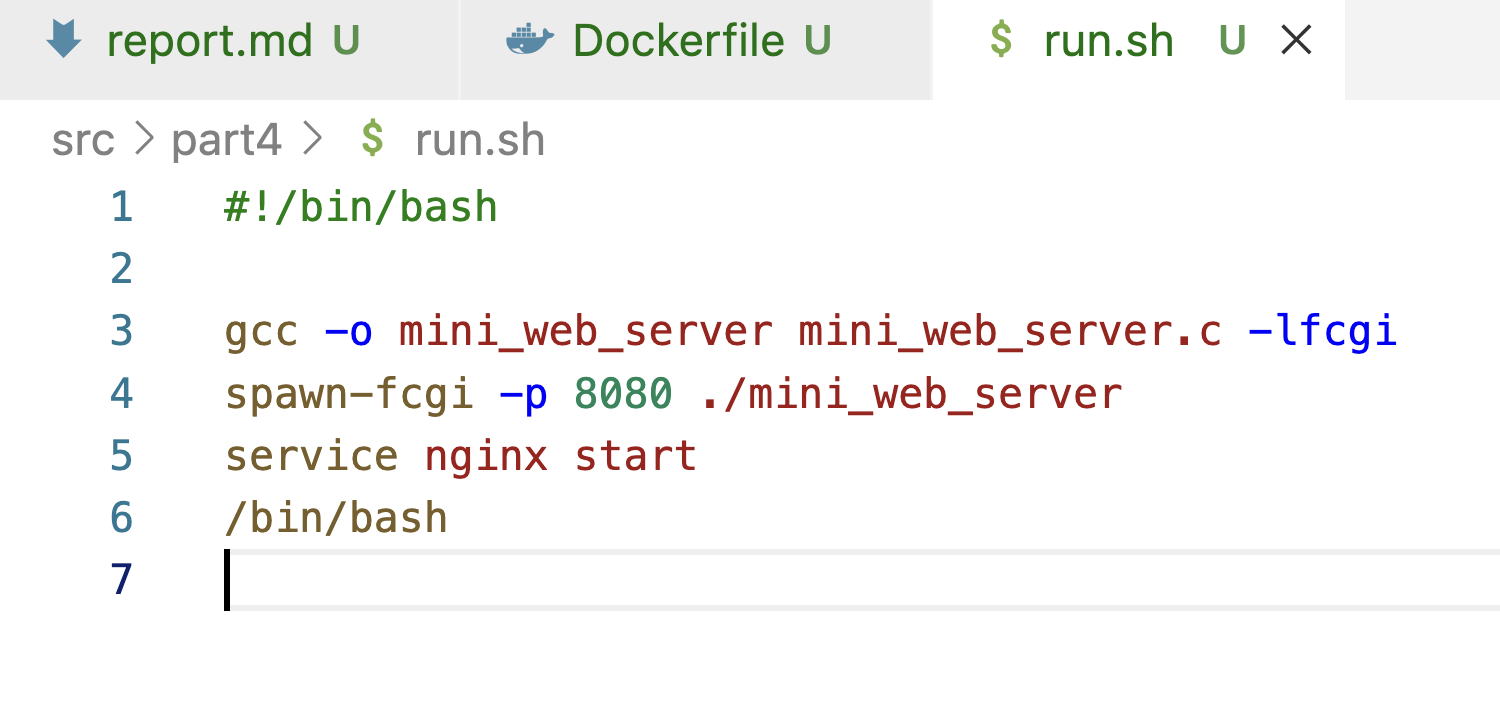 report.md U Dockerfile U $ run.sh U
src > part4 > $ run.sh
1 #!/bin/bash
2
3 gcc -o mini_web_server mini_web_server.c -lfcgi
4 spawn-fcgi -p 8080 ./mini_web_server
5 service nginx start
6 /bin/bash
7